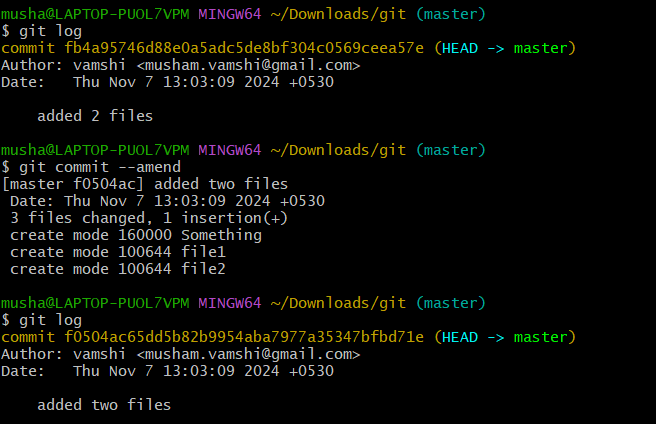 musha@LAPTOP-PUOL7VPM MINGW64 ~/Downloads/git (master)
$ git log
commit fb4a95746d88e0a5adc5de8bf304c0569ceea57e (HEAD -> master)
Author: vamshi <musham.vamshi@gmail.com>
Date:   Thu Nov 7 13:03:09 2024 +0530

    added 2 files

musha@LAPTOP-PUOL7VPM MINGW64 ~/Downloads/git (master)
$ git commit --amend
[master f0504ac] added two files
 Date: Thu Nov 7 13:03:09 2024 +0530
 3 files changed, 1 insertion(+)
 create mode 160000 Something
 create mode 100644 file1
 create mode 100644 file2

musha@LAPTOP-PUOL7VPM MINGW64 ~/Downloads/git (master)
$ git log
commit f0504ac65dd5b82b9954aba7977a35347bfbd71e (HEAD -> master)
Author: vamshi <musham.vamshi@gmail.com>
Date:   Thu Nov 7 13:03:09 2024 +0530

    added two files